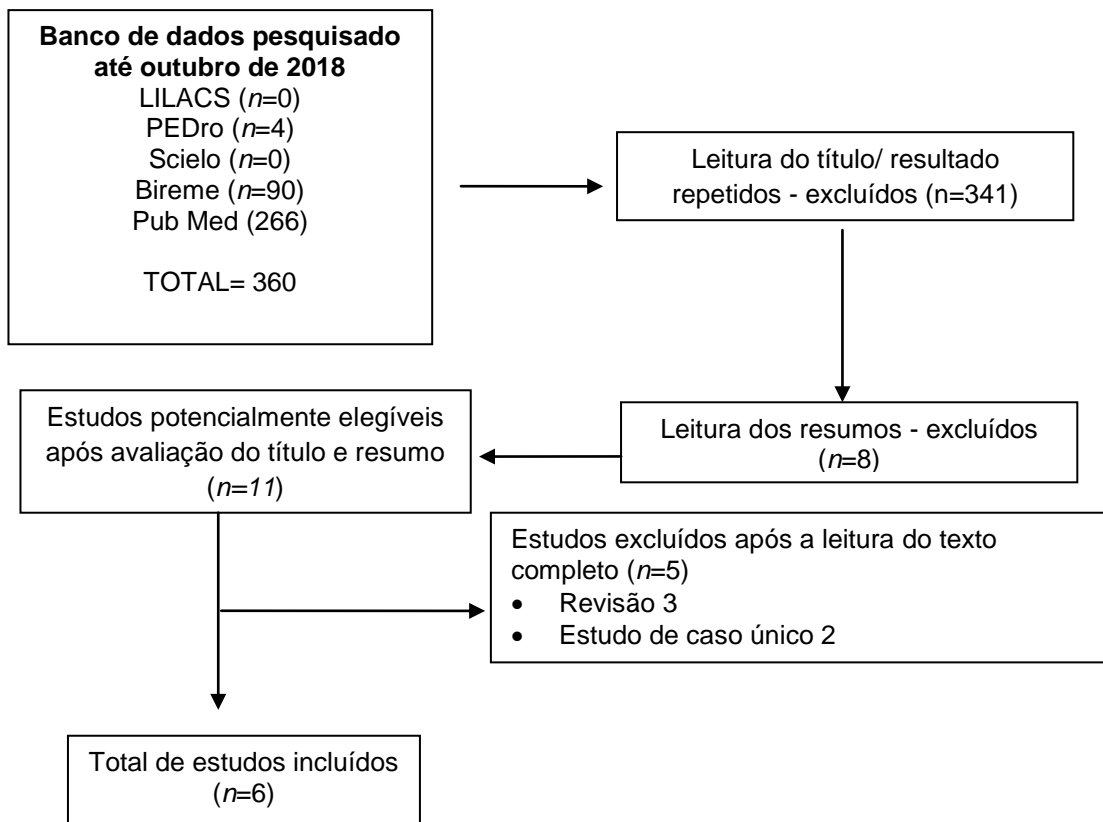 Banco de dados pesquisado
até outubro de 2018
LILACS (n=0)
PEDro (n=4)
Scielo (n=0)
Bireme (n=90)
Pub Med (266)
TOTAL= 360
Leitura do título/ resultado
repetidos - excluídos (n=341)
Leitura dos resumos - excluídos
(n=8)
Estudos potencialmente elegíveis
após avaliação do título e resumo
(n=11)
Estudos excluídos após a leitura do texto
completo (n=5)
• Revisão 3
• Estudo de caso único 2
Total de estudos incluídos
(n=6)